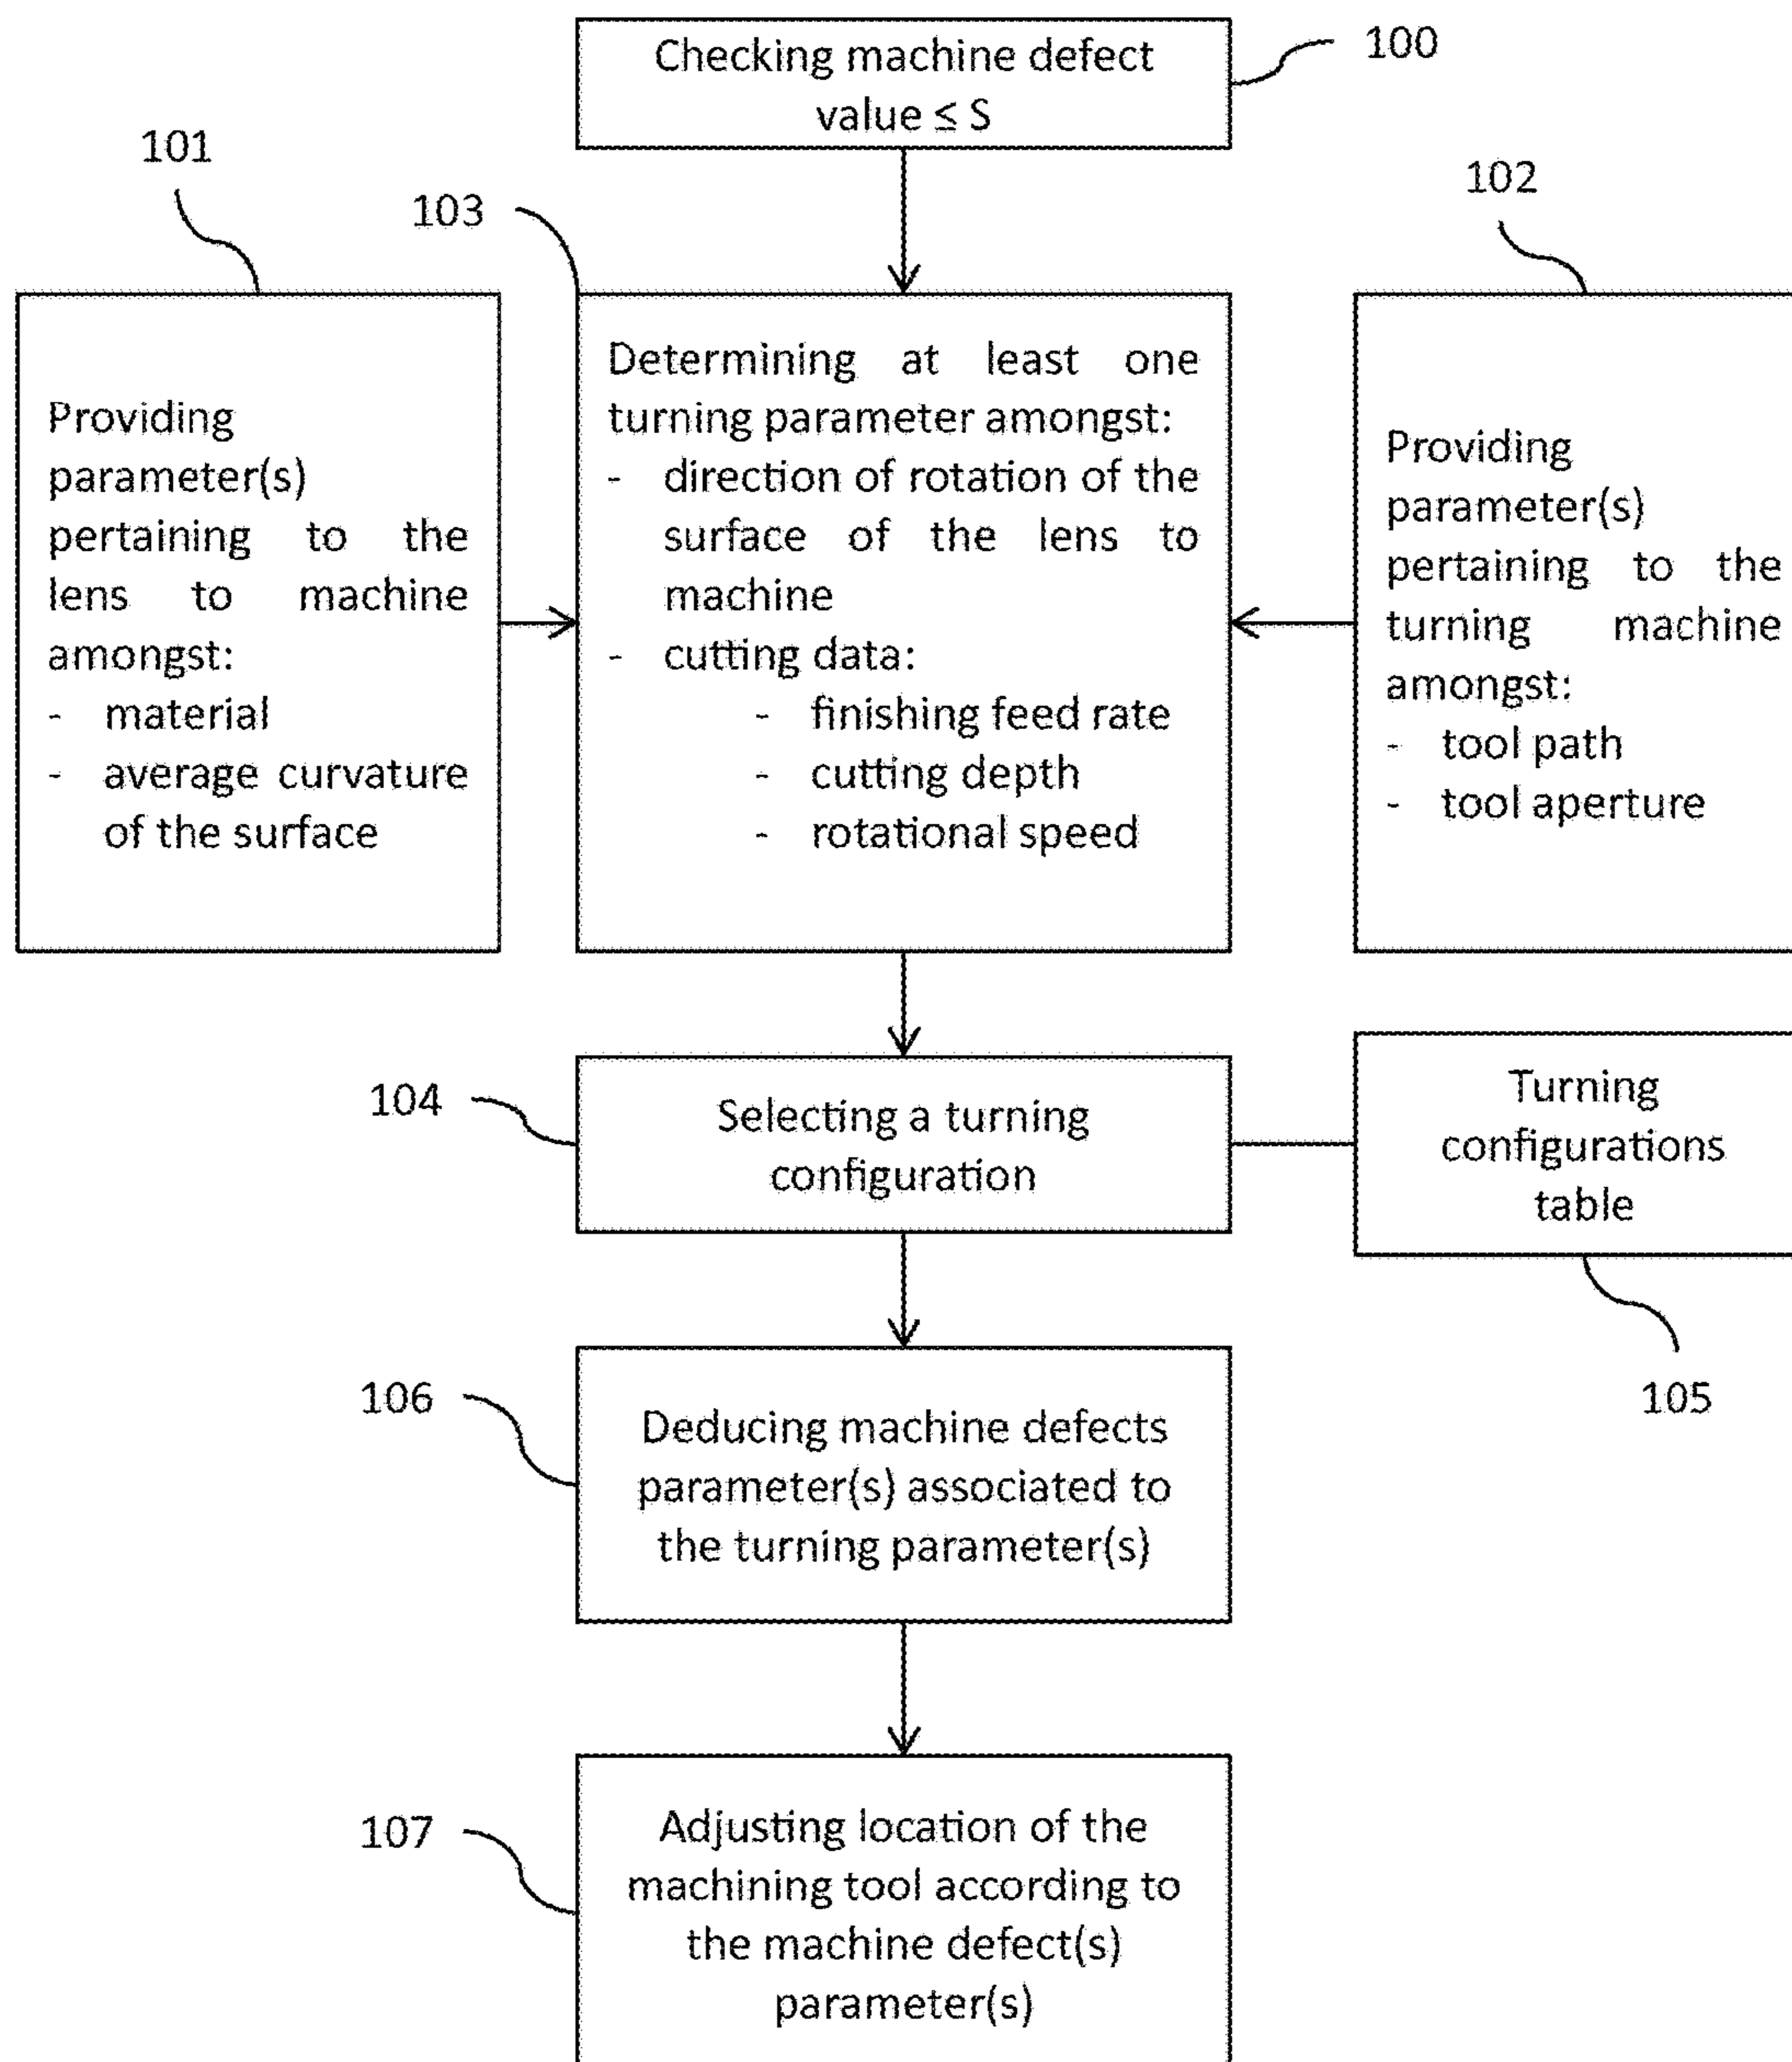 Checking machine defect
value ≤ S
100
101
103
102
Providing
parameter(s)
pertaining to the
lens to machine
amongst:
- material
- average curvature
of the surface
Determining at least one
turning parameter amongst:
- direction of rotation of the
surface of the lens to
machine
- cutting data:
- finishing feed rate
- cutting depth
- rotational speed
Providing
parameter(s)
pertaining to the
turning machine
amongst:
- tool path
- tool aperture
104
Selecting a turning
configuration
Turning
configurations
table
105
106
Deducing machine defects
parameter(s) associated to
the turning parameter(s)
107
Adjusting location of the
machining tool according to
the machine defect(s)
parameter(s)